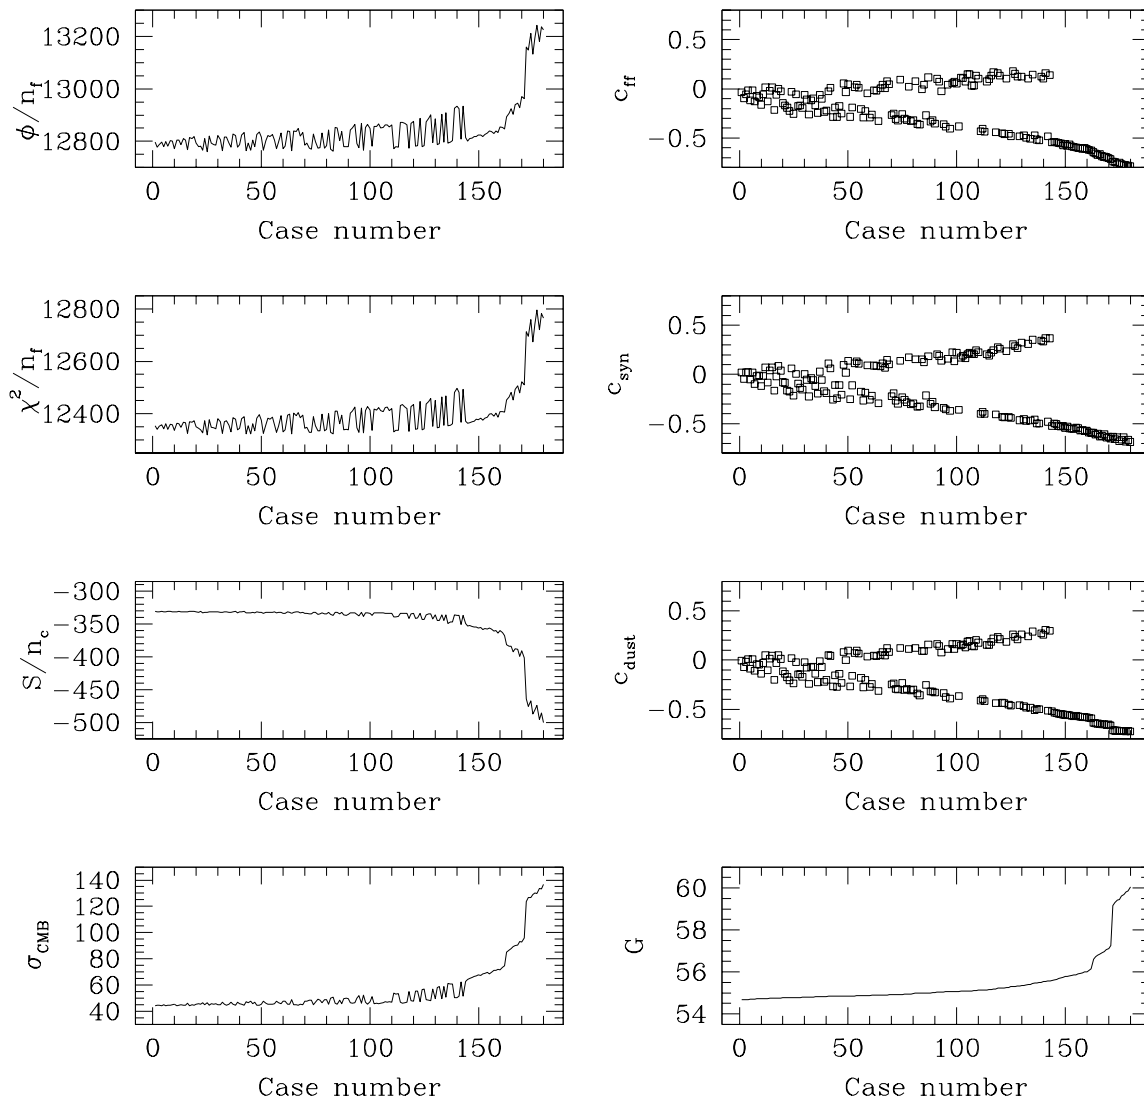 13200
13000
12800
ϕ/n_f
0 50 100 150
Case number
0.5
0
−0.5
c_ff
0 50 100 150
Case number
12800
12600
12400
χ²/n_f
0 50 100 150
Case number
0.5
0
−0.5
c_syn
0 50 100 150
Case number
−300
−350
−400
−450
−500
S/n_c
0 50 100 150
Case number
0.5
0
−0.5
c_dust
0 50 100 150
Case number
140
120
100
80
60
40
σ_CMB
0 50 100 150
Case number
60
58
56
54
G
0 50 100 150
Case number